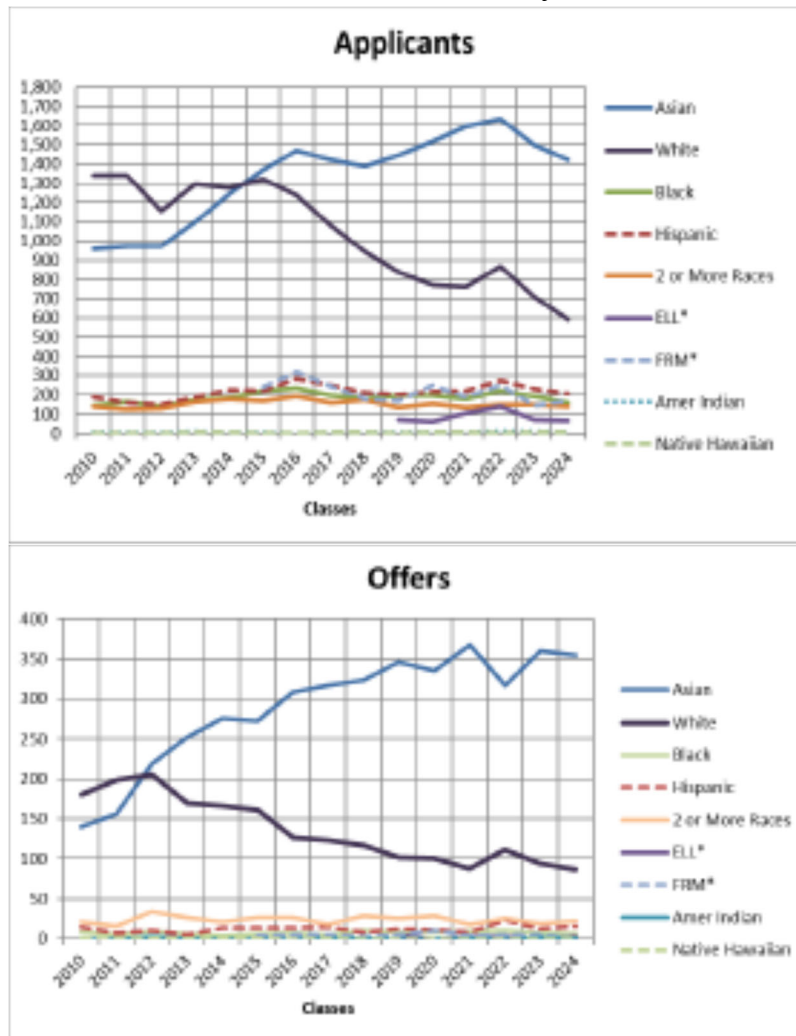 Applicants
1,800
1,700
1,600
1,500
1,400
1,300
1,200
1,100
1,000
900
800
700
600
500
400
300
200
100
0
2010 2011 2012 2013 2014 2015 2016 2017 2018 2019 2020 2021 2022 2023 2024
Classes
Asian
White
Black
Hispanic
2 or More Races
ELL*
FRM*
Amer Indian
Native Hawaiian
Offers
400
350
300
250
200
150
100
50
0
2010 2011 2012 2013 2014 2015 2016 2017 2018 2019 2020 2021 2022 2023 2024
Classes
Asian
White
Black
Hispanic
2 or More Races
ELL*
FRM*
Amer Indian
Native Hawaiian